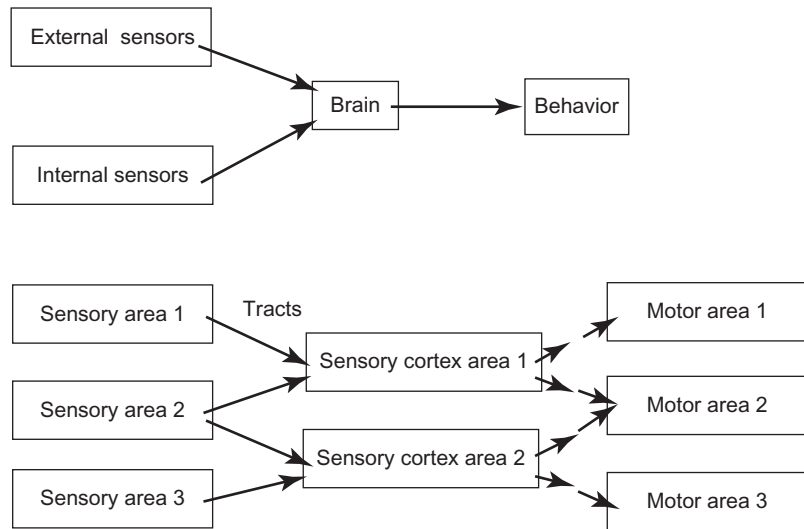 External sensors
Brain
Behavior
Internal sensors
Sensory area 1
Tracts
Motor area 1
Sensory cortex area 1
Sensory area 2
Motor area 2
Sensory cortex area 2
Sensory area 3
Motor area 3